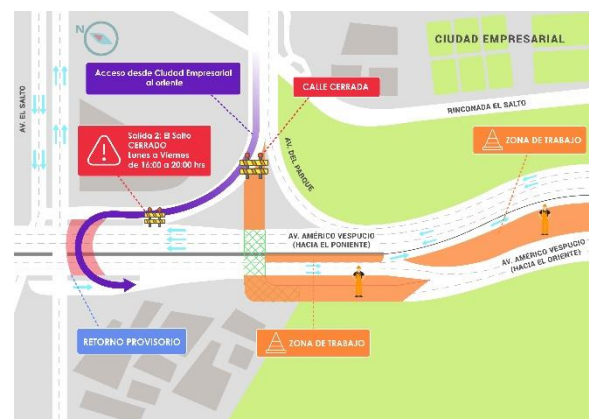 N
CIUDAD EMPRESARIAL
Acceso desde Ciudad Empresarial
al oriente
CALLE CERRADA
RINCONADA EL SALTO
AV. EL SALTO
Salida 2: El Salto
CERRADO
Lunes a Viernes
de 16:00 a 20:00 hrs
AV. DEL PARQUE
ZONA DE TRABAJO
AV. AMÉRICO VESPUCIO
(HACIA EL PONIENTE)
AV. AMÉRICO VESPUCIO
(HACIA EL ORIENTE)
RETORNO PROVISORIO
ZONA DE TRABAJO